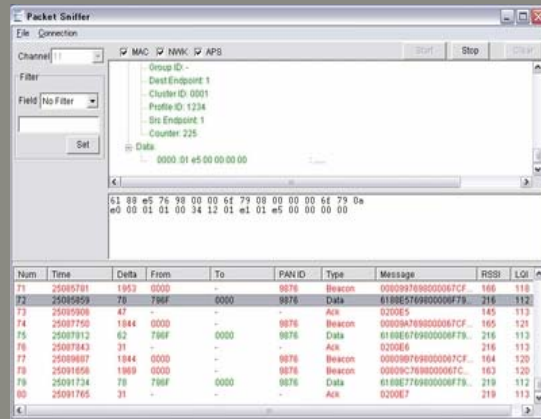 Packet Sniffer
File Connection
Channel 11
MAC NWK APS
Start Stop Clear
Filter
Field No Filter
Set
Group ID: -
Dest Endpoint: 1
Cluster ID: 0001
Profile ID: 1234
Src Endpoint: 1
Counter: 225
Data:
0000 :01 e5 00 00 00 00
61 88 e5 76 98 00 00 6f 79 08 00 00 00 6f 79 0a
e0 00 01 01 00 34 12 01 e1 01 e5 00 00 00 00
Num Time Delta From To PAN ID Type Message RSSI LQI
71 25085781 1953 0000 - 9876 Beacon 166 118
72 25085859 78 796F 0000 9876 Data 6188E5769800006F79... 216 112
73 25085906 47 - - - Ack 0200E5 145 113
74 25087750 1844 0000 - 9876 Beacon 165 121
75 25087812 62 796F 0000 9876 Data 6188E6769800006F79... 216 113
76 25087843 31 - - - Ack 0200E6 216 113
77 25089687 1844 0000 - 9876 Beacon 164 120
78 25091656 1969 0000 - 9876 Beacon 163 120
79 25091734 78 796F 0000 9876 Data 6188E7769800006F79... 219 112
80 25091765 31 - - - Ack 0200E7 219 113